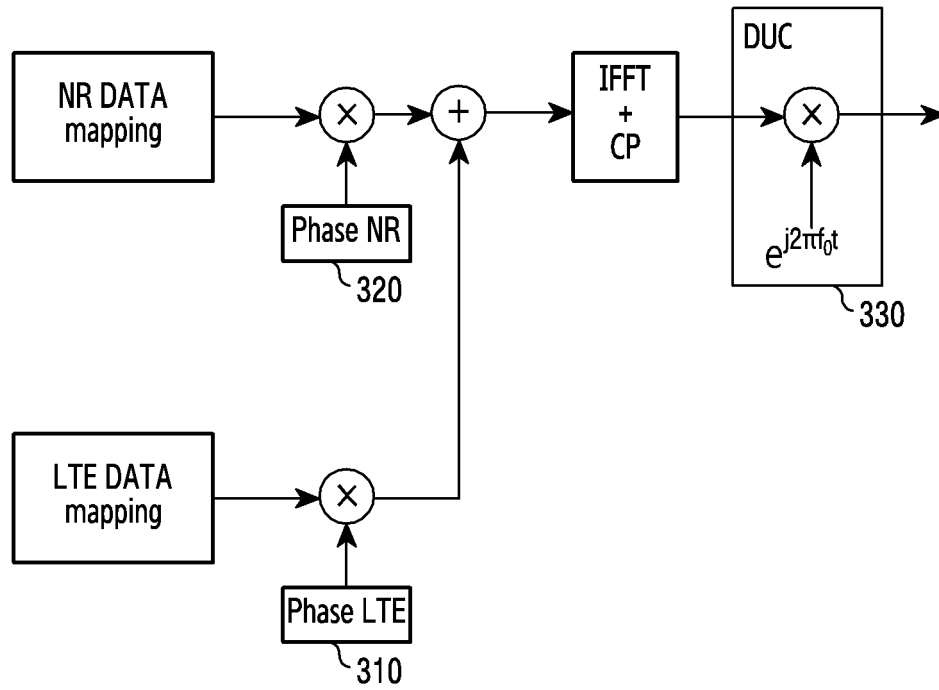 NR DATA
mapping
×
+
Phase NR
320
IFFT
+
CP
DUC
×
e^{j2πf₀t}
330
LTE DATA
mapping
×
Phase LTE
310